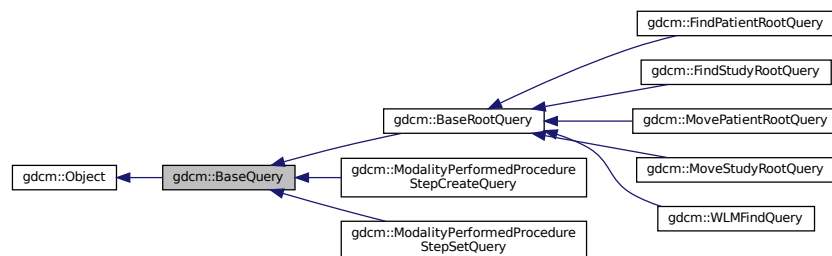 gdcm::FindPatientRootQuery
gdcm::FindStudyRootQuery
gdcm::BaseRootQuery
gdcm::MovePatientRootQuery
gdcm::Object
gdcm::BaseQuery
gdcm::ModalityPerformedProcedure
StepCreateQuery
gdcm::MoveStudyRootQuery
gdcm::WLMFindQuery
gdcm::ModalityPerformedProcedure
StepSetQuery